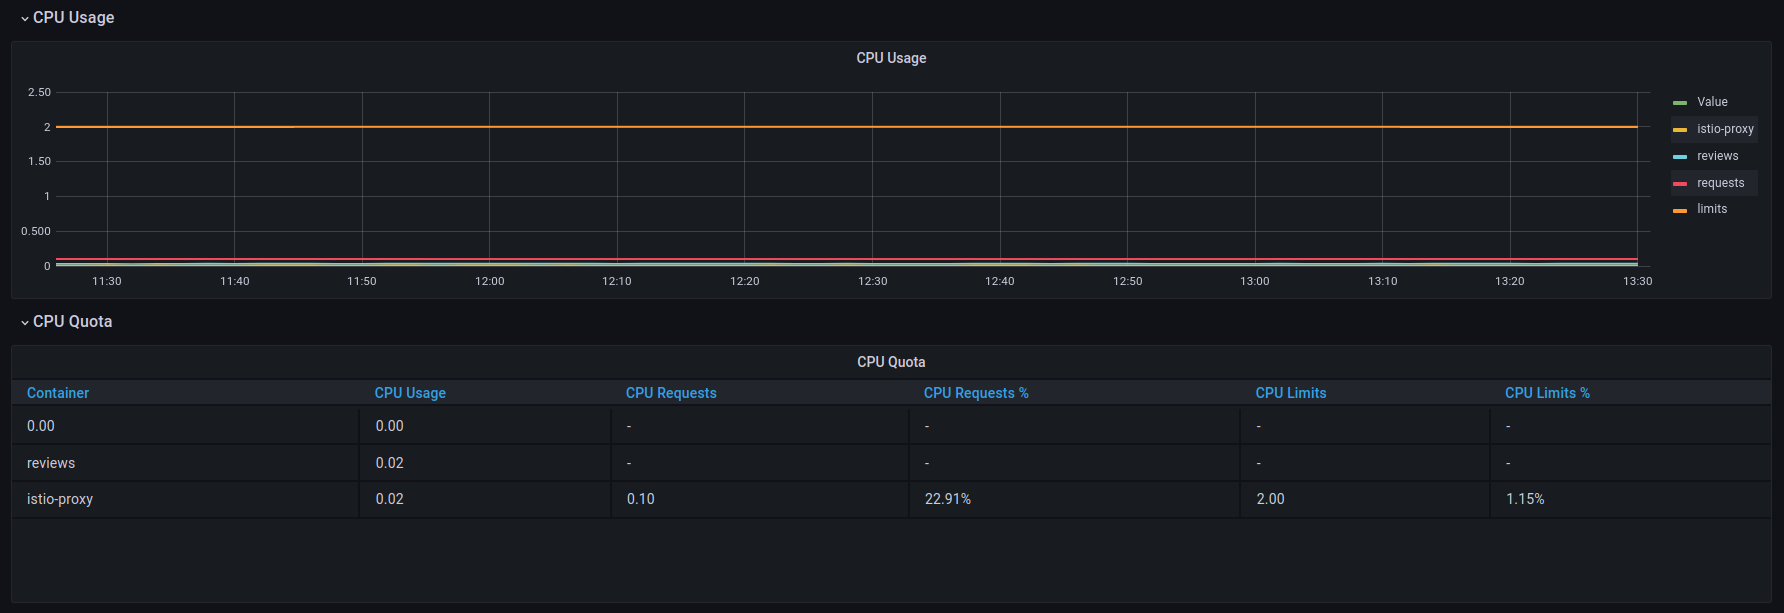 CPU Usage
CPU Usage
2.50
2
1.50
1
0.500
0
11:30 11:40 11:50 12:00 12:10 12:20 12:30 12:40 12:50 13:00 13:10 13:20 13:30
Value
istio-proxy
reviews
requests
limits
CPU Quota
CPU Quota
Container CPU Usage CPU Requests CPU Requests % CPU Limits CPU Limits %
0.00 0.00 - - - -
reviews 0.02 - - - -
istio-proxy 0.02 0.10 22.91% 2.00 1.15%